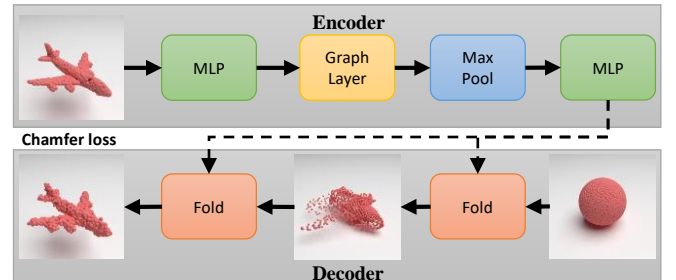 Encoder
MLP
Graph
Layer
Max
Pool
MLP
Chamfer loss
Fold
Fold
Decoder